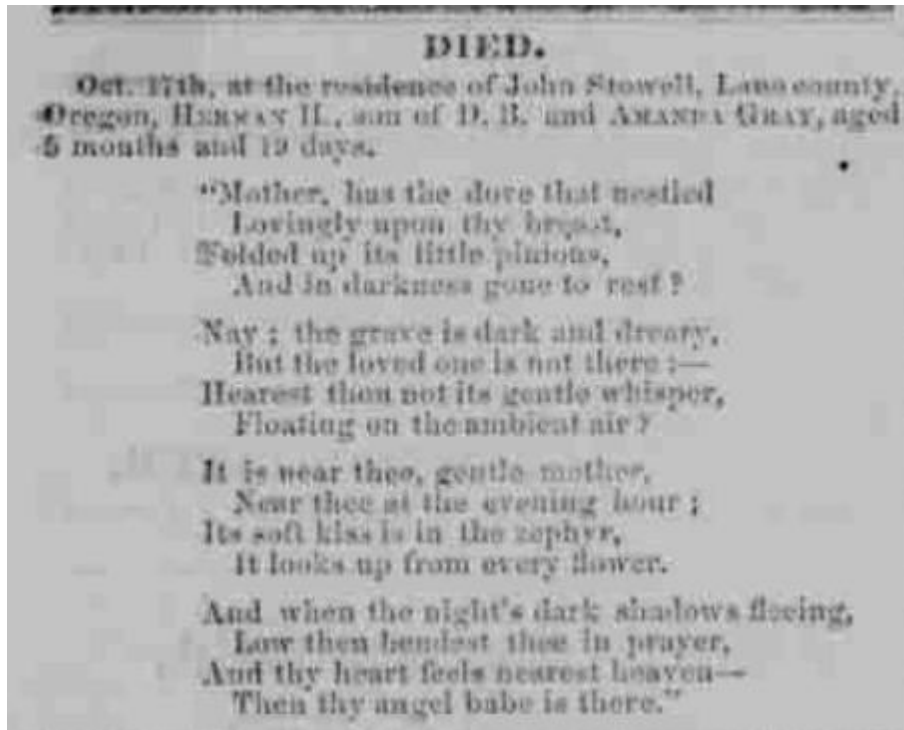 DIED.
Oct. 17th, at the residence of John Stowell, Lane county,
Oregon, HERMAN H., son of D. B. and AMANDA GRAY, aged
5 months and 19 days.
"Mother, has the dove that nestled
Lovingly upon thy breast,
Folded up its little pinions,
And in darkness gone to rest?
Nay; the grave is dark and dreary,
But the loved one is not there;—
Hearest thou not its gentle whisper,
Floating on the ambient air?
It is near thee, gentle mother,
Near thee at the evening hour;
Its soft kiss is in the zephyr,
It looks up from every flower.
And when the night's dark shadows fleeing,
Low then bendest thee in prayer,
And thy heart feels nearest heaven—
Then thy angel babe is there."